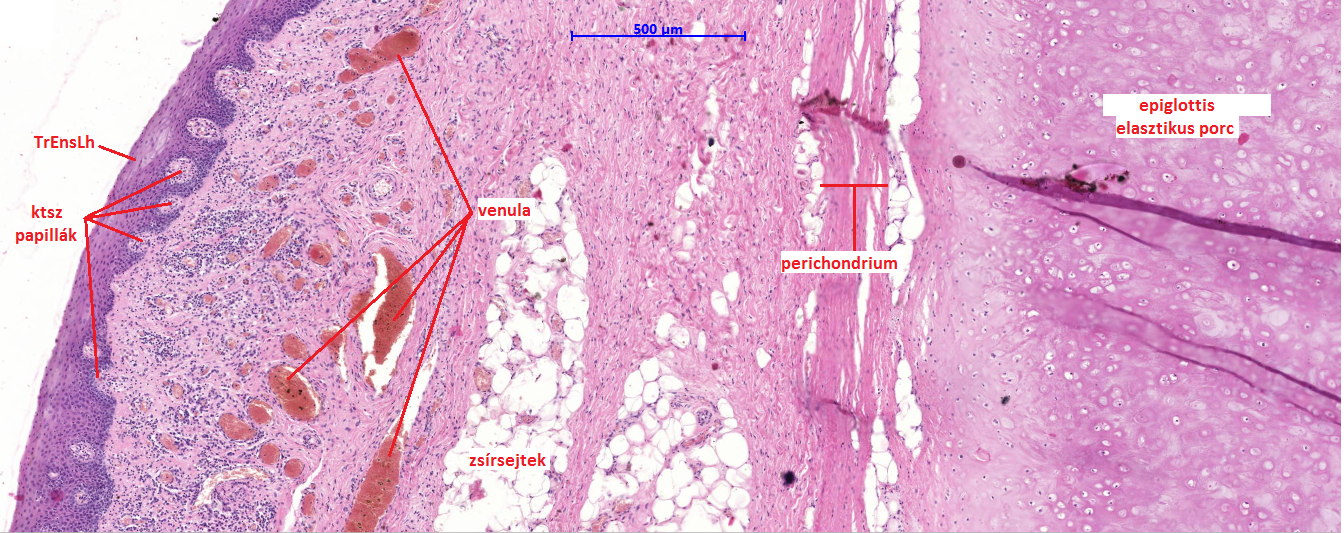 500 µm
epiglottis
elasztikus porc
TrEnsLh
ktsz
papillák
venula
perichondrium
zsírsejtek